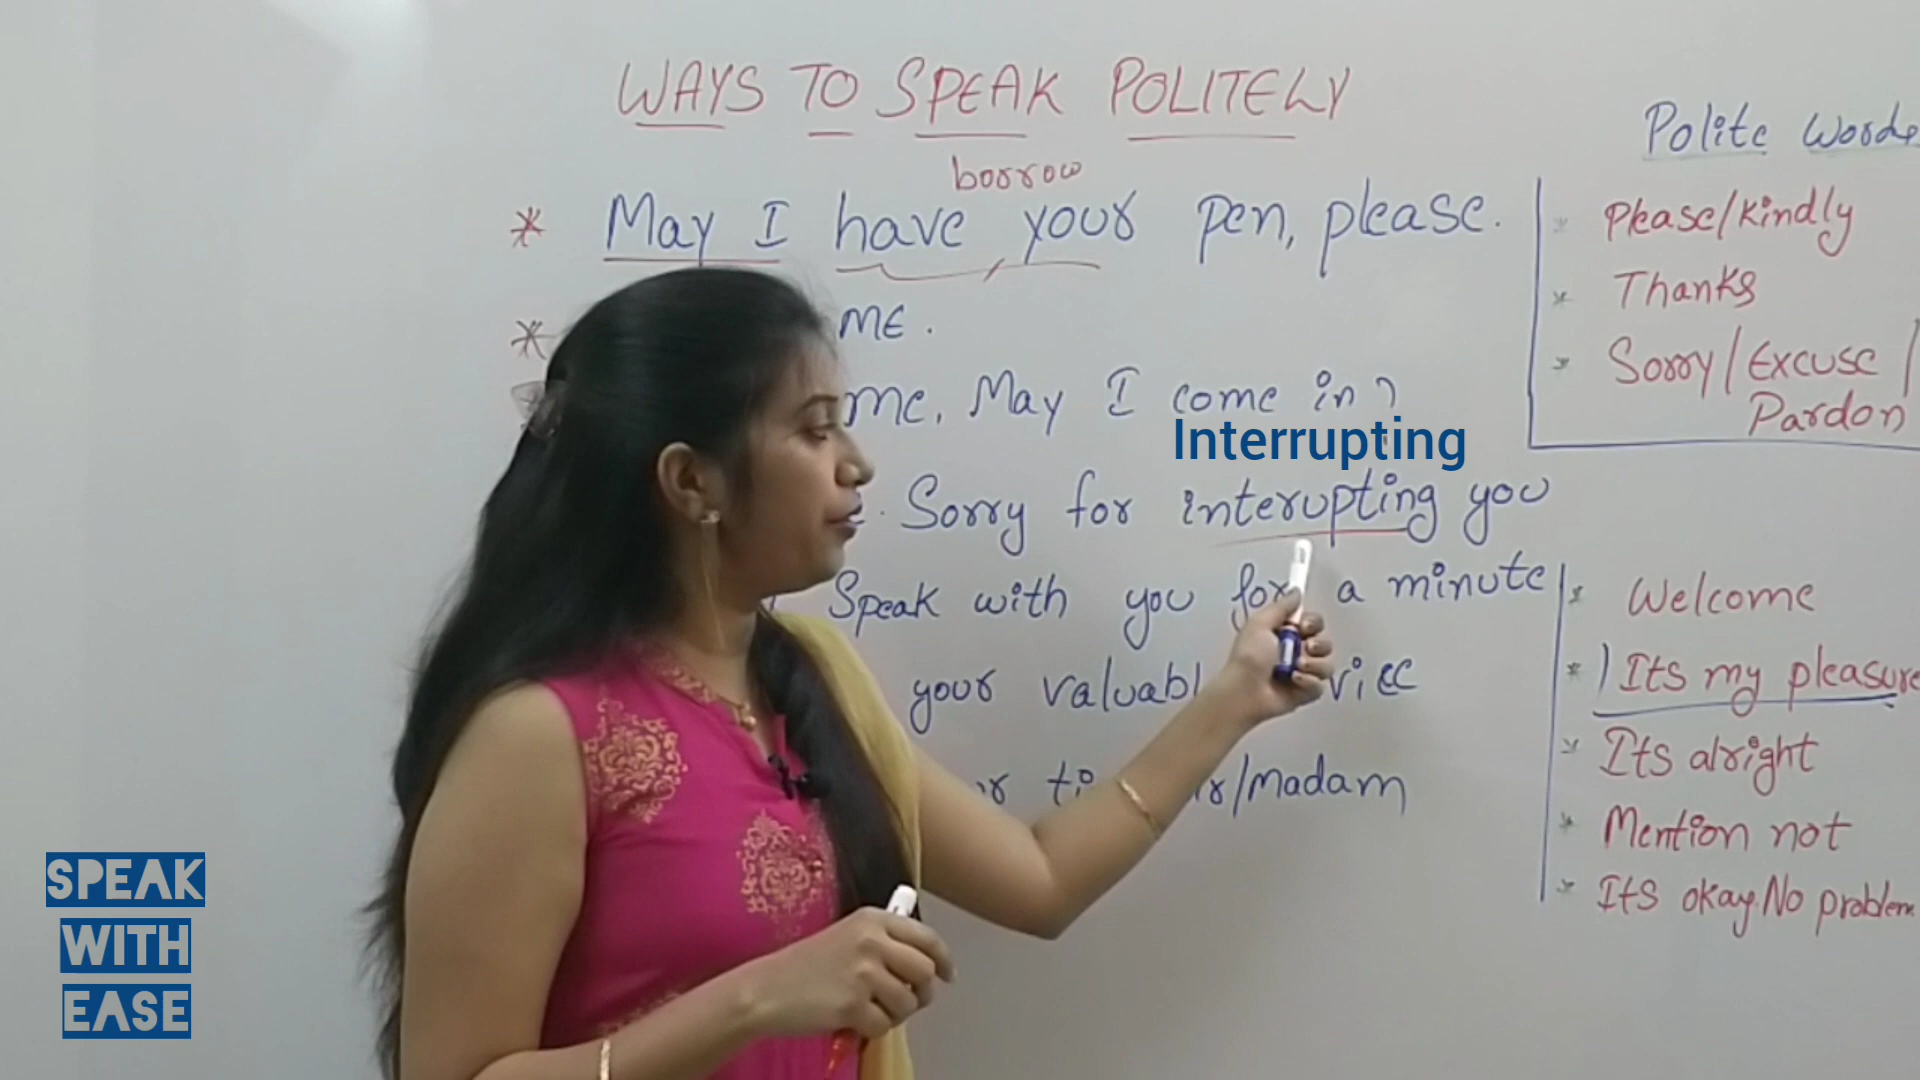 WAYS TO SPEAK POLITELY
borrow
* May I have your pen, please.
* ME.
me, May I come in?
Interrupting
. Sorry for interupting you
Speak with you for a minute
your valuabl vice
ti /Madam
Polite Words
* Please/Kindly
* Thanks
* Sorry/Excuse/
Pardon
* Welcome
* Its my pleasure
* Its alright
* Mention not
* Its okay. No problem
SPEAK
WITH
EASE